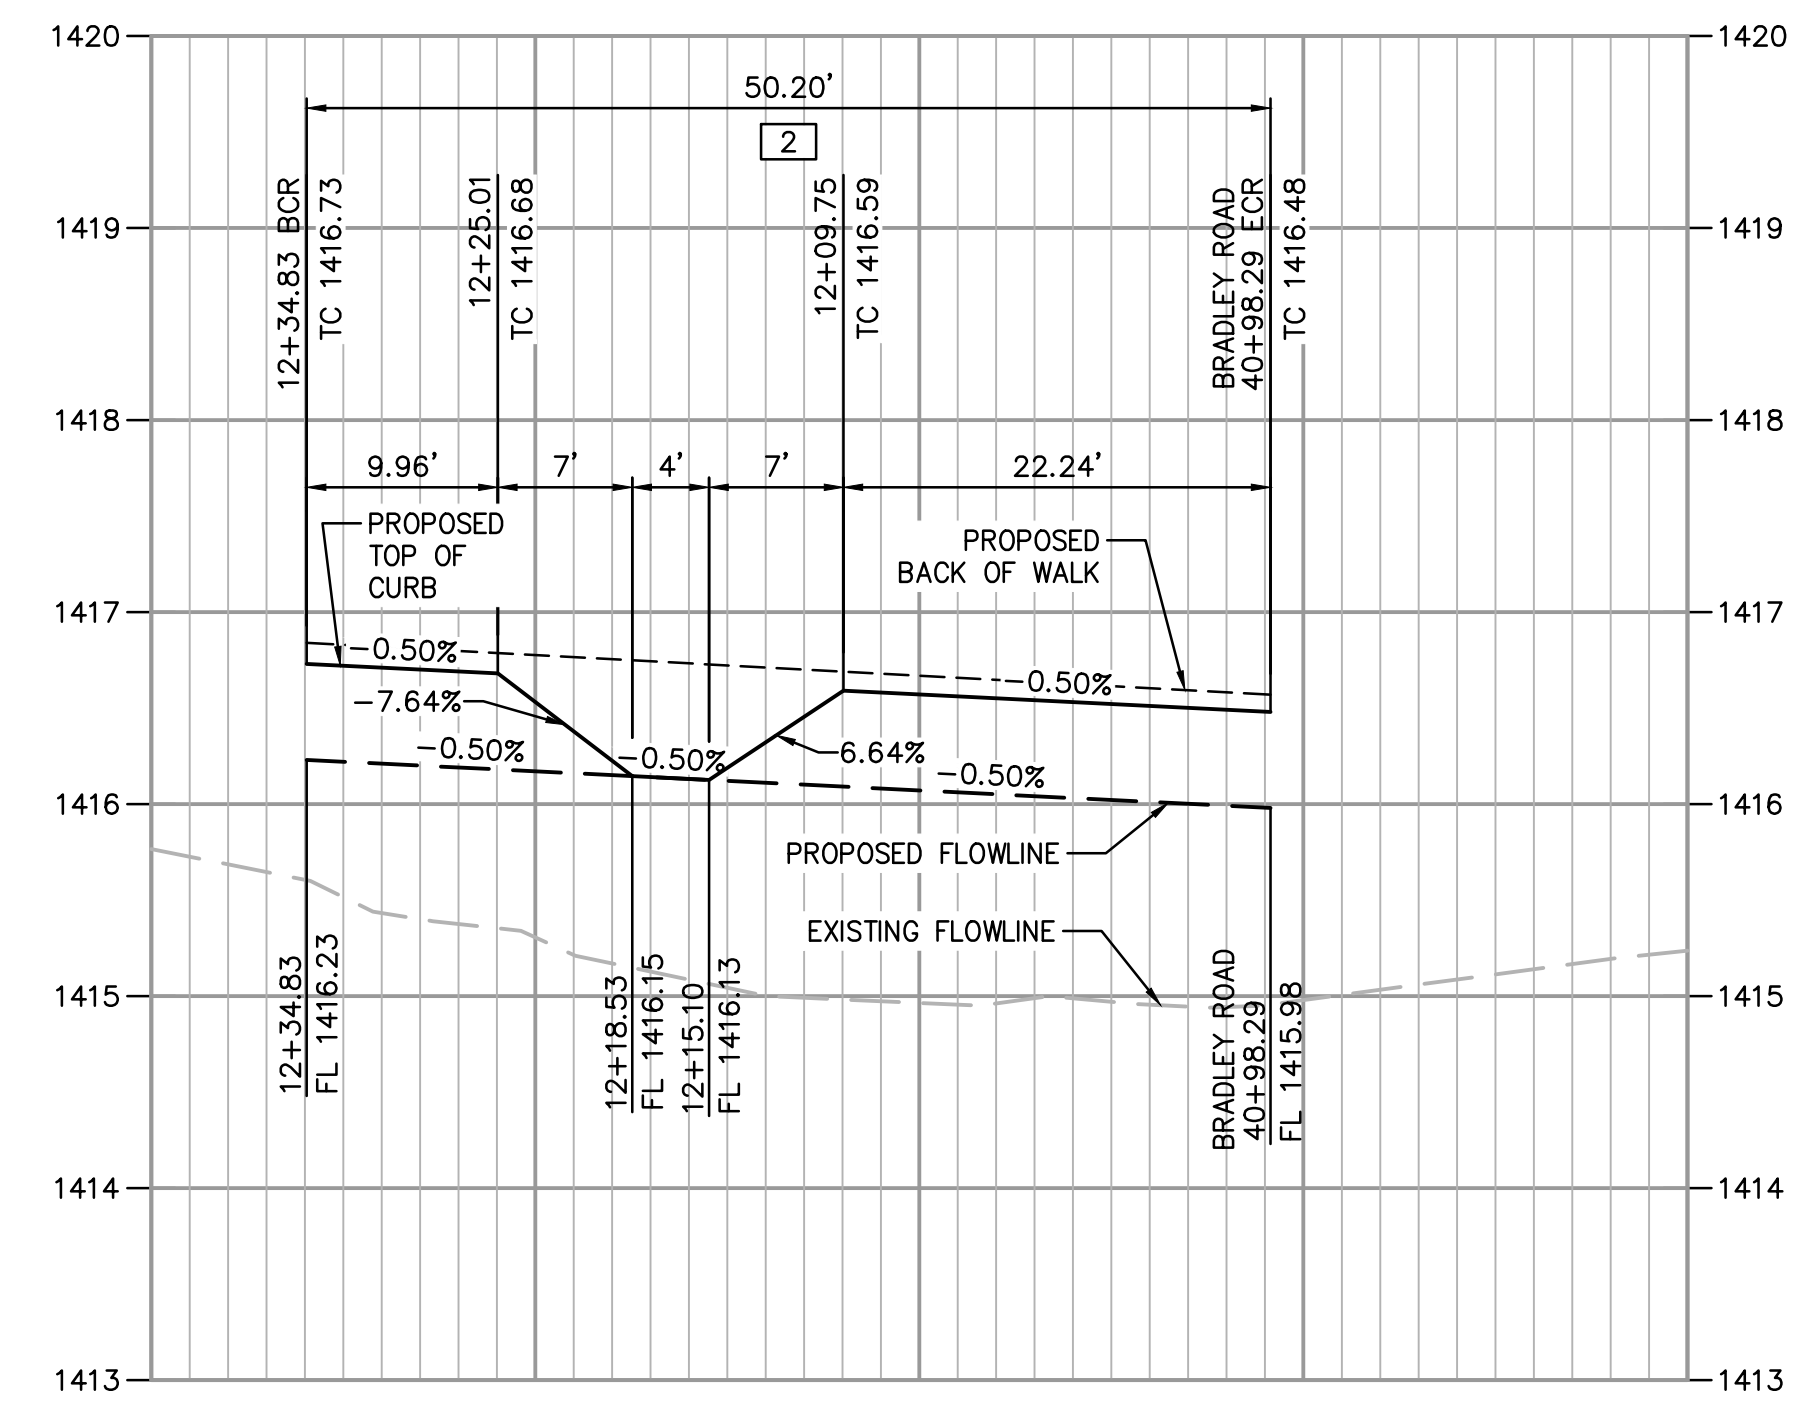 1420
1420
50.20'
2
12+34.83 BCR
TC 1416.73
12+25.01
TC 1416.68
12+09.75
TC 1416.59
BRADLEY ROAD
40+98.29 ECR
TC 1416.48
1419
1419
1418
1418
9.96'
7'
4'
7'
22.24'
PROPOSED
TOP OF
CURB
PROPOSED
BACK OF WALK
1417
1417
-0.50%
-0.50%
-7.64%
-0.50%
-0.50%
6.64%
-0.50%
1416
1416
PROPOSED FLOWLINE
EXISTING FLOWLINE
12+34.83
FL 1416.23
12+18.53
FL 1416.15
12+15.10
FL 1416.13
BRADLEY ROAD
40+98.29
FL 1415.98
1415
1415
1414
1414
1413
1413